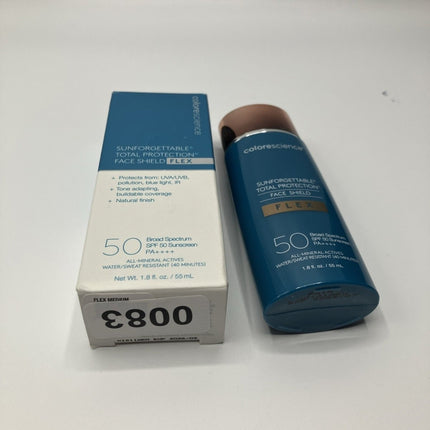 colorescience
SUNFORGETTABLE®
TOTAL PROTECTION™
FACE SHIELD FLEX
+ Protects from: UVA/UVB,
pollution, blue light, IR
+ Tone adapting,
buildable coverage
+ Natural finish
50 Broad Spectrum
SPF 50 Sunscreen
PA++++
ALL-MINERAL ACTIVES
WATER/SWEAT RESISTANT (40 MINUTES)
Net Wt. 1.8 fl. oz. / 55 mL
FLEX MEDIUM
0083
colorescience®
SUNFORGETTABLE®
TOTAL PROTECTION™
FACE SHIELD
FLEX
50 Broad Spectrum
SPF 50 Sunscreen
PA++++
ALL-MINERAL ACTIVES
WATER/SWEAT RESISTANT (40 MINUTES)
1.8 fl. oz. / 55 mL